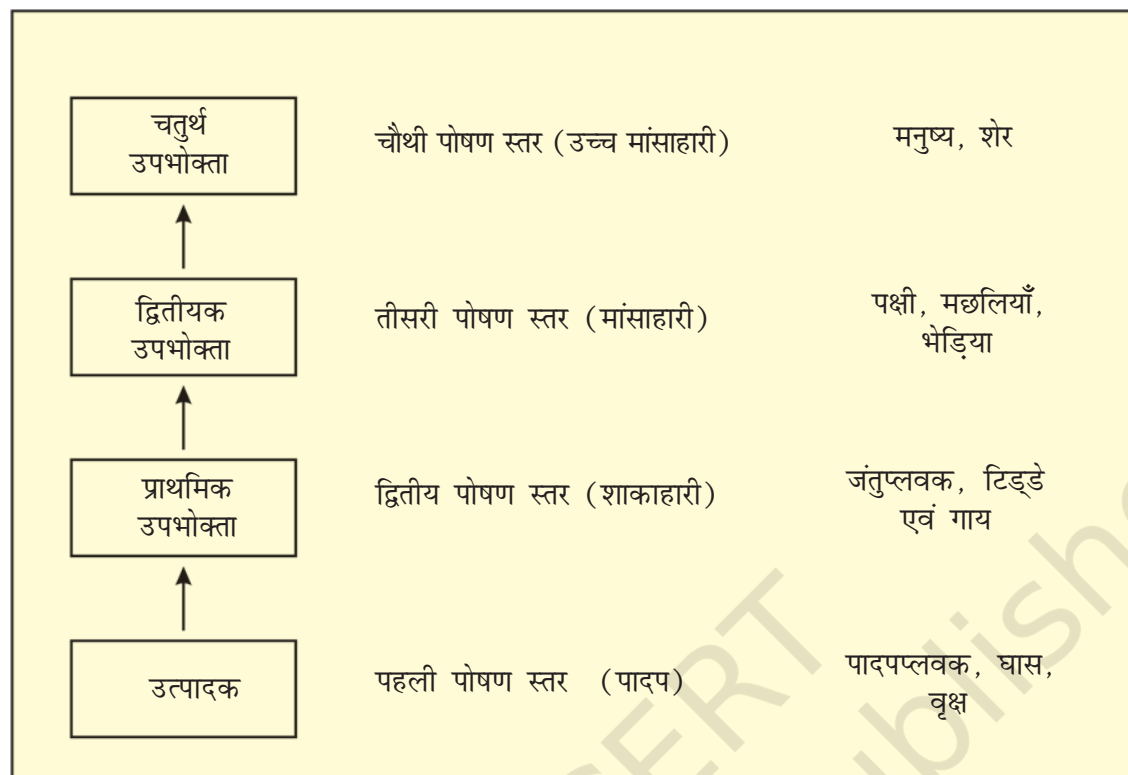 चतुर्थ
उपभोक्ता
चौथी पोषण स्तर (उच्च मांसाहारी)
मनुष्य, शेर
द्वितीयक
उपभोक्ता
तीसरी पोषण स्तर (मांसाहारी)
पक्षी, मछलियाँ,
भेड़िया
प्राथमिक
उपभोक्ता
द्वितीय पोषण स्तर (शाकाहारी)
जंतुप्लवक, टिड्डे
एवं गाय
उत्पादक
पहली पोषण स्तर (पादप)
पादपप्लवक, घास,
वृक्ष